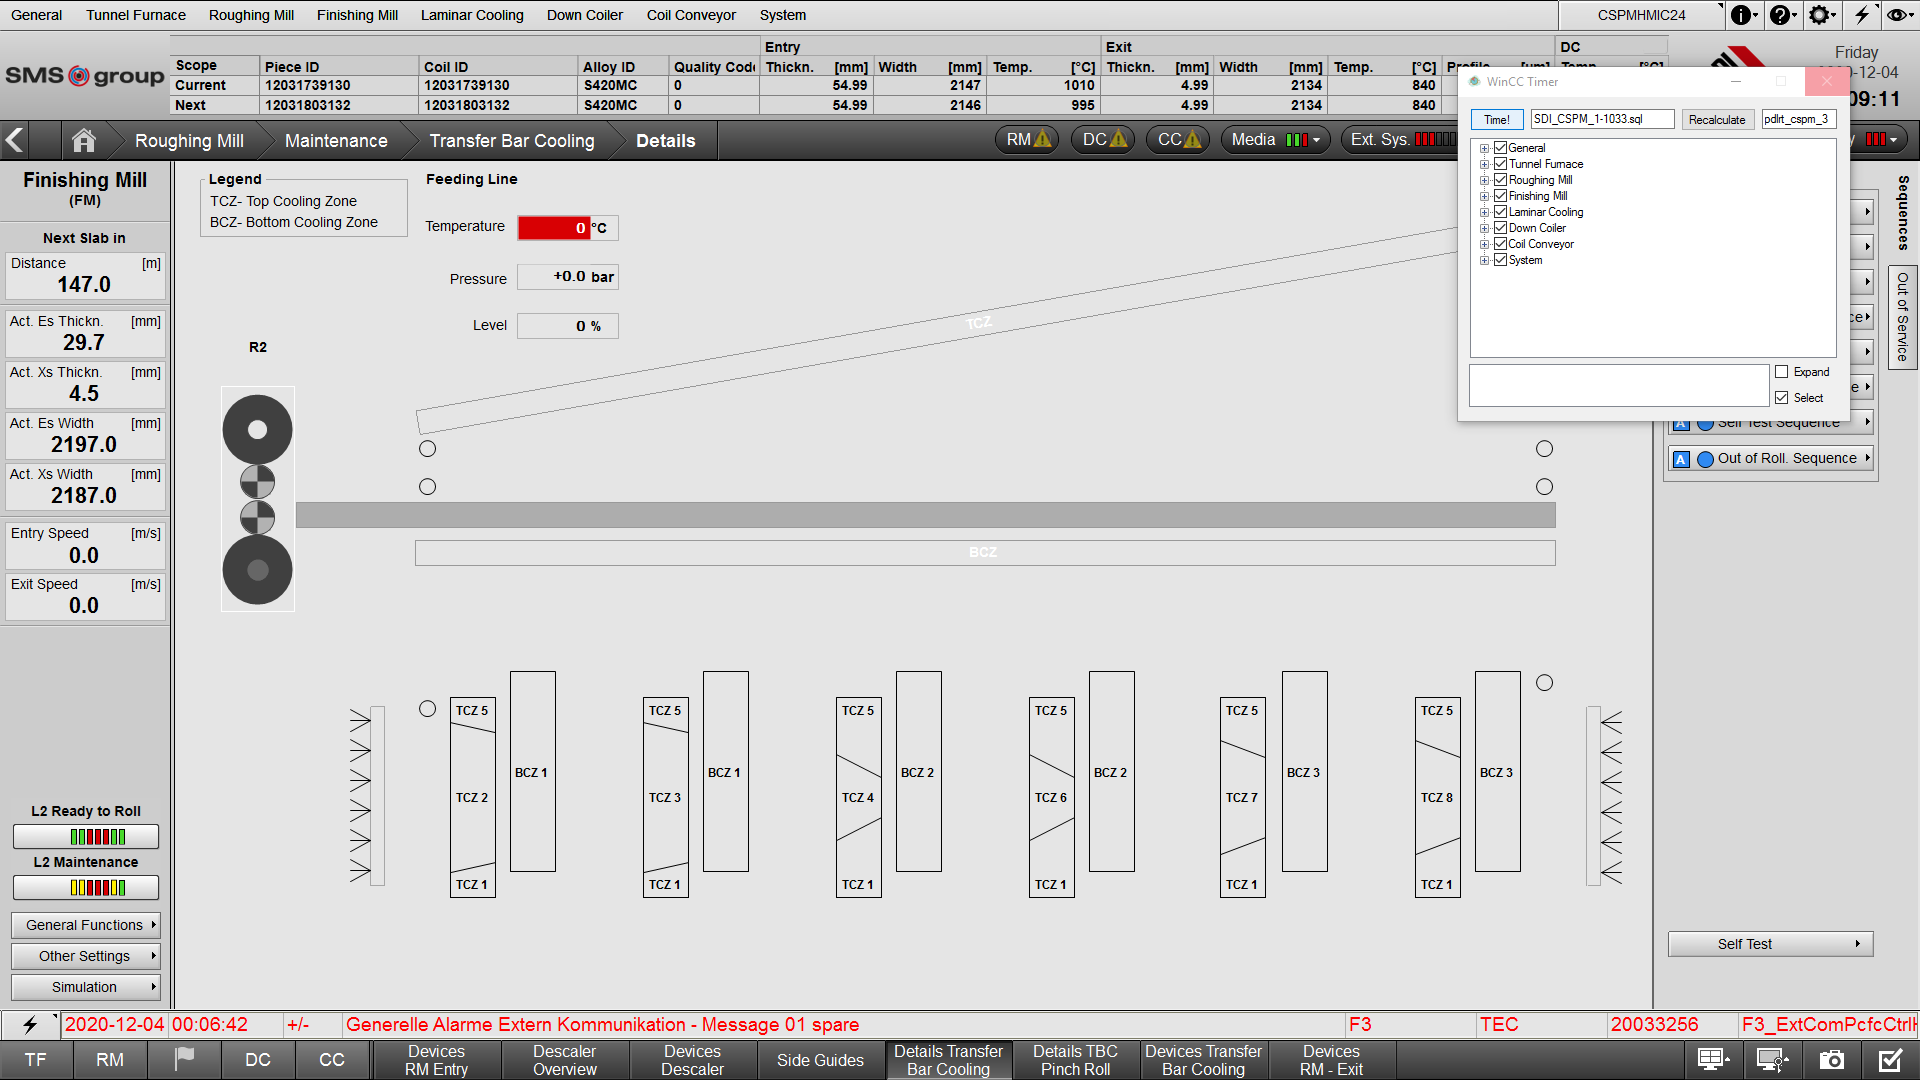 General Tunnel Furnace Roughing Mill Finishing Mill Laminar Cooling Down Coiler Coil Conveyor System CSPMHMIC24
SMS group
Entry Exit DC
Scope Piece ID Coil ID Alloy ID Quality Code Thickn. [mm] Width [mm] Temp. [°C] Thickn. [mm] Width [mm] Temp. [°C]
Current 12031739130 12031739130 S420MC 0 54.99 2147 1010 4.99 2134 840
Next 12031803132 12031803132 S420MC 0 54.99 2146 995 4.99 2134 840
Friday
-12-04
09:11
Roughing Mill Maintenance Transfer Bar Cooling Details RM DC CC Media Ext. Sys.
WinCC Timer
Time! SDI_CSPM_1-1033.sql Recalculate pdlrt_cspm_3
General
Tunnel Furnace
Roughing Mill
Finishing Mill
Laminar Cooling
Down Coiler
Coil Conveyor
System
Expand
Select
Finishing Mill
(FM)
Next Slab in
Distance [m]
147.0
Act. Es Thickn. [mm]
29.7
Act. Xs Thickn. [mm]
4.5
Act. Es Width [mm]
2197.0
Act. Xs Width [mm]
2187.0
Entry Speed [m/s]
0.0
Exit Speed [m/s]
0.0
L2 Ready to Roll
L2 Maintenance
General Functions
Other Settings
Simulation
Legend
TCZ- Top Cooling Zone
BCZ- Bottom Cooling Zone
Feeding Line
Temperature 0 °C
Pressure +0.0 bar
Level 0 %
R2
TCZ
BCZ
TCZ 5 TCZ 5 TCZ 5 TCZ 5 TCZ 5 TCZ 5
BCZ 1 BCZ 1 BCZ 2 BCZ 2 BCZ 3 BCZ 3
TCZ 2 TCZ 3 TCZ 4 TCZ 6 TCZ 7 TCZ 8
TCZ 1 TCZ 1 TCZ 1 TCZ 1 TCZ 1 TCZ 1
Sequences
Out of Service
A Self Test Sequence
A Out of Roll. Sequence
Self Test
2020-12-04 00:06:42 +/- Generelle Alarme Extern Kommunikation - Message 01 spare F3 TEC 20033256 F3_ExtComPcfcCtrl
TF RM DC CC
Devices
RM Entry
Descaler
Overview
Devices
Descaler
Side Guides
Details Transfer
Bar Cooling
Details TBC
Pinch Roll
Devices Transfer
Bar Cooling
Devices
RM - Exit